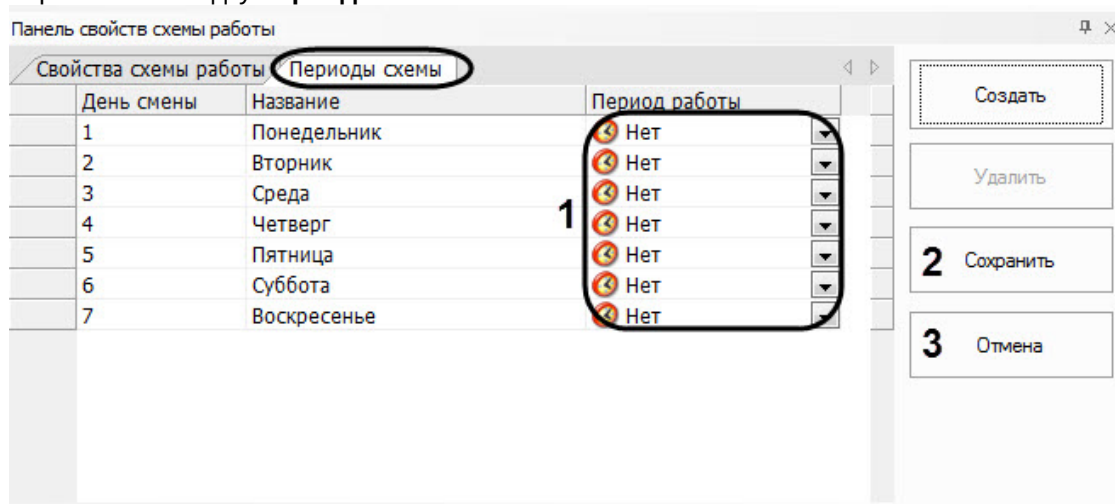 Панель свойств схемы работы
Свойства схемы работы Периоды схемы
День смены Название Период работы
1 Понедельник Нет
2 Вторник Нет
3 Среда Нет
4 Четверг Нет
5 Пятница Нет
6 Суббота Нет
7 Воскресенье Нет
1
Создать
Удалить
2 Сохранить
3 Отмена